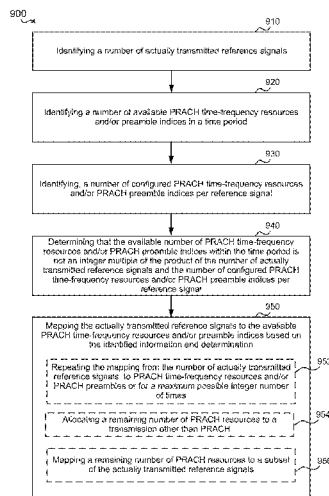 900
910
Identifying a number of actually transmitted reference signals
920
Identifying a number of available PRACH time-frequency resources
and/or preamble indices in a time period
930
Identifying, a number of configured PRACH time-frequency resources
and/or PRACH preamble indices per reference signal
940
Determining that the available number of PRACH time-frequency
resources and/or PRACH preamble indices within the time period is
not an integer multiple of the product of the number of actually
transmitted reference signals and the number of configured PRACH
time-frequency resources and/or PRACH preamble indices per
reference signal
950
Mapping the actually transmitted reference signals to the available
PRACH time-frequency resources and/or preamble indices based on
the identified information and determination
Repeating the mapping from the number of actually transmitted
reference signals to PRACH time-frequency resources and/or
PRACH preambles or for a maximum possible integer number
of times
Allocating a remaining number of PRACH resources to a
transmission other than PRACH
954
Mapping a remaining number of PRACH resources to a subset
of the actually transmitted reference signals